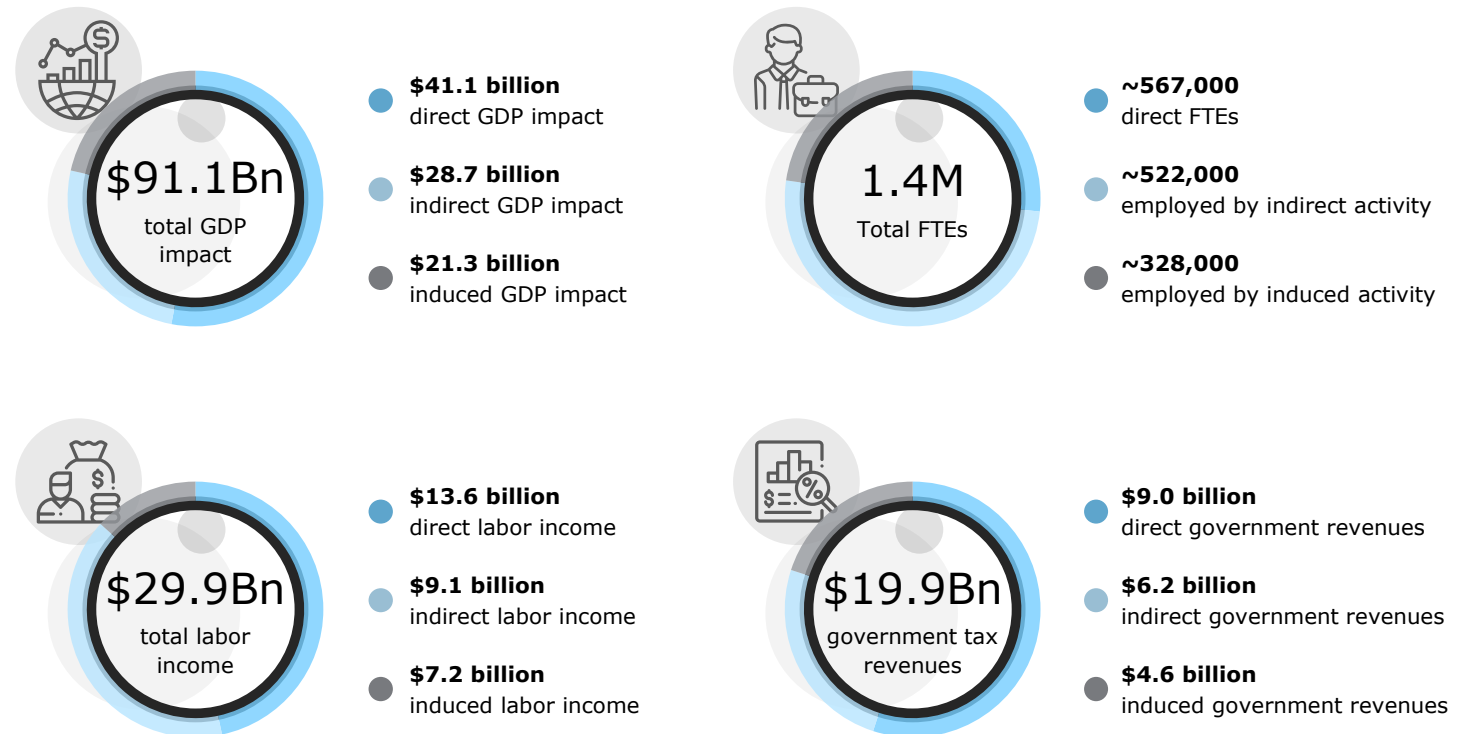 $91.1Bn
total GDP
impact
$41.1 billion
direct GDP impact
$28.7 billion
indirect GDP impact
$21.3 billion
induced GDP impact
1.4M
Total FTEs
~567,000
direct FTEs
~522,000
employed by indirect activity
~328,000
employed by induced activity
$29.9Bn
total labor
income
$13.6 billion
direct labor income
$9.1 billion
indirect labor income
$7.2 billion
induced labor income
$19.9Bn
government tax
revenues
$9.0 billion
direct government revenues
$6.2 billion
indirect government revenues
$4.6 billion
induced government revenues